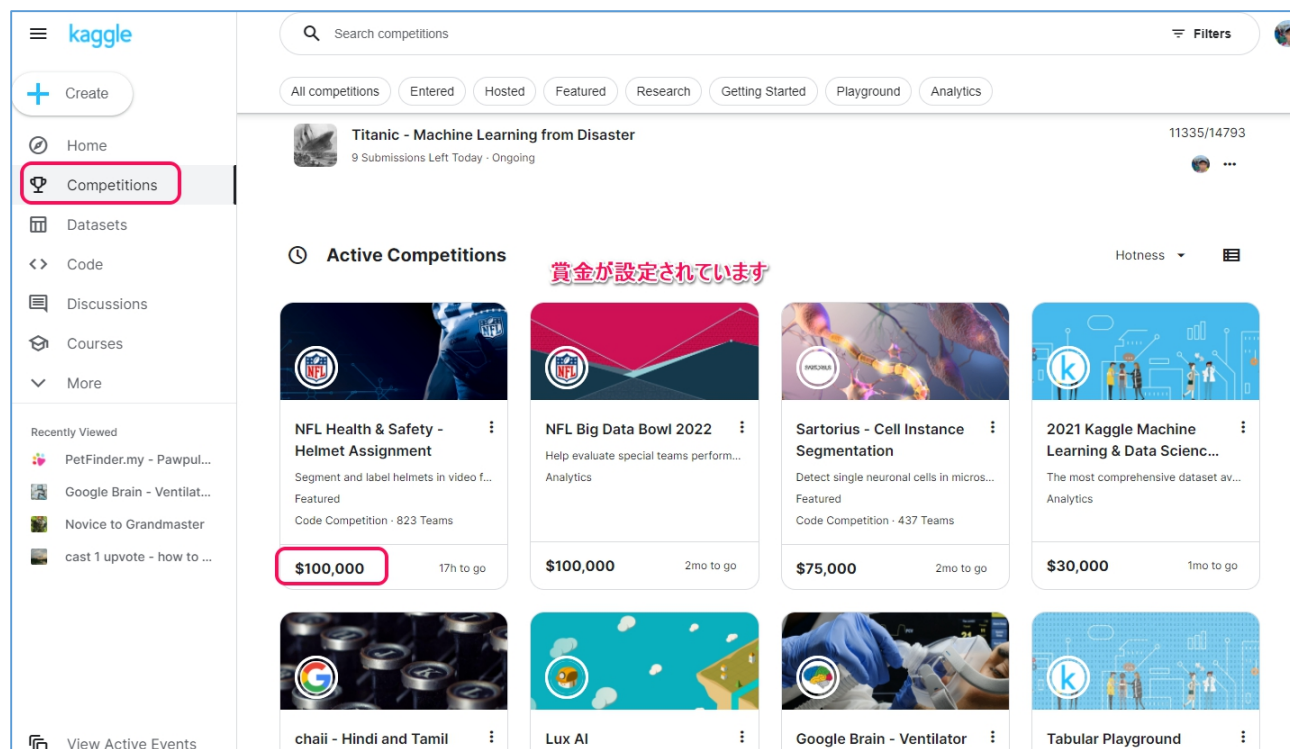 kaggle
Search competitions
Filters
Create
All competitions
Entered
Hosted
Featured
Research
Getting Started
Playground
Analytics
Home
Competitions
Datasets
Code
Discussions
Courses
More
Recently Viewed
PetFinder.my - Pawpul...
Google Brain - Ventilat...
Novice to Grandmaster
cast 1 upvote - how to ...
View Active Events
Titanic - Machine Learning from Disaster
11335/14793
9 Submissions Left Today · Ongoing
Active Competitions
賞金が設定されています
Hotness
NFL
NFL
NFL Health & Safety -
Helmet Assignment
Segment and label helmets in video f...
Featured
Code Competition · 823 Teams
$100,000
17h to go
NFL
NFL Big Data Bowl 2022
Help evaluate special teams perform...
Analytics
$100,000
2mo to go
Sartorius - Cell Instance
Segmentation
Detect single neuronal cells in micros...
Featured
Code Competition · 437 Teams
$75,000
2mo to go
k
2021 Kaggle Machine
Learning & Data Scienc...
The most comprehensive dataset av...
Analytics
$30,000
1mo to go
G
chaii - Hindi and Tamil
Lux AI
Google Brain - Ventilator
k
Tabular Playground